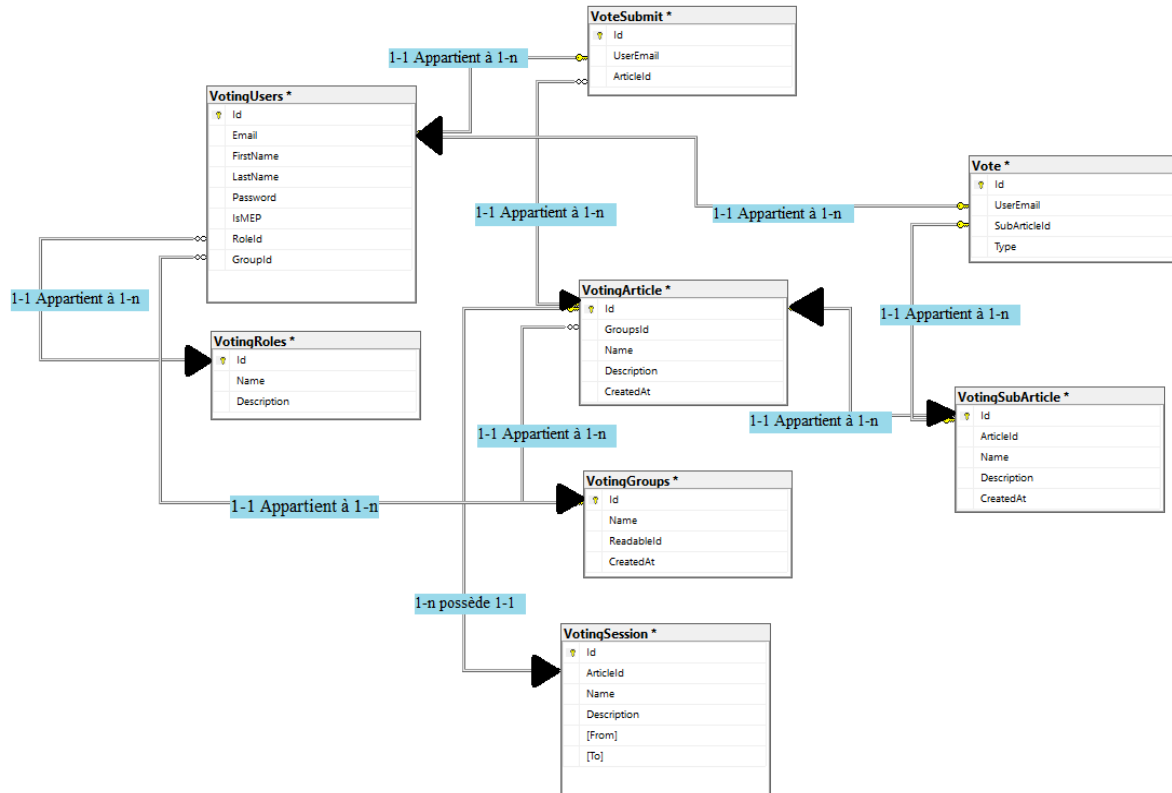 VoteSubmit *
Id
UserEmail
ArticleId
1-1 Appartient à 1-n
VotingUsers *
Id
Email
FirstName
LastName
Password
IsMEP
RoleId
GroupId
Vote *
Id
UserEmail
SubArticleId
Type
1-1 Appartient à 1-n
1-1 Appartient à 1-n
1-1 Appartient à 1-n
1-1 Appartient à 1-n
VotingArticle *
Id
GroupsId
Name
Description
CreatedAt
VotingRoles *
Id
Name
Description
VotingSubArticle *
Id
ArticleId
Name
Description
CreatedAt
1-1 Appartient à 1-n
1-1 Appartient à 1-n
1-1 Appartient à 1-n
VotingGroups *
Id
Name
ReadableId
CreatedAt
1-n possède 1-1
VotingSession *
Id
ArticleId
Name
Description
[From]
[To]